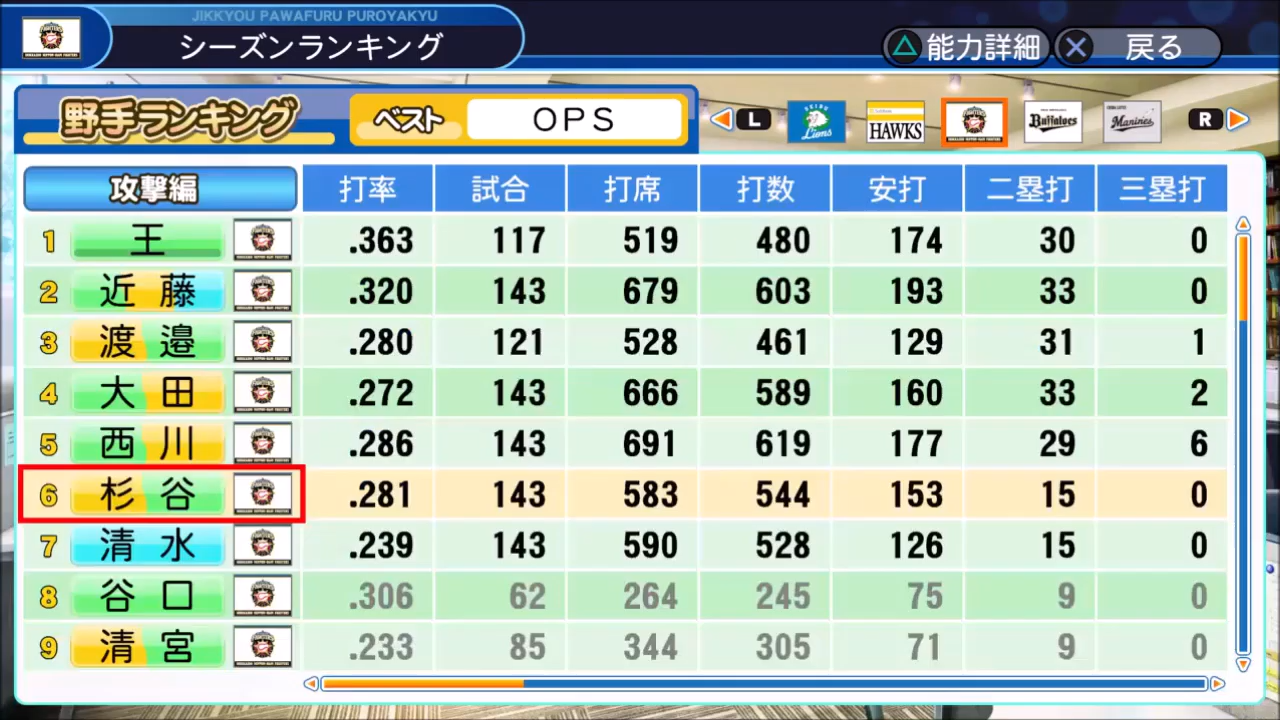 JIKKYOU PAWAFURU PUROYAKYU
シーズンランキング
能力詳細 戻る
野手ランキング ベスト OPS
L Lions HAWKS Buffaloes Marines R
攻撃編 打率 試合 打席 打数 安打 二塁打 三塁打
1 王 .363 117 519 480 174 30 0
2 近藤 .320 143 679 603 193 33 0
3 渡邉 .280 121 528 461 129 31 1
4 大田 .272 143 666 589 160 33 2
5 西川 .286 143 691 619 177 29 6
6 杉谷 .281 143 583 544 153 15 0
7 清水 .239 143 590 528 126 15 0
8 谷口 .306 62 264 245 75 9 0
9 清宮 .233 85 344 305 71 9 0